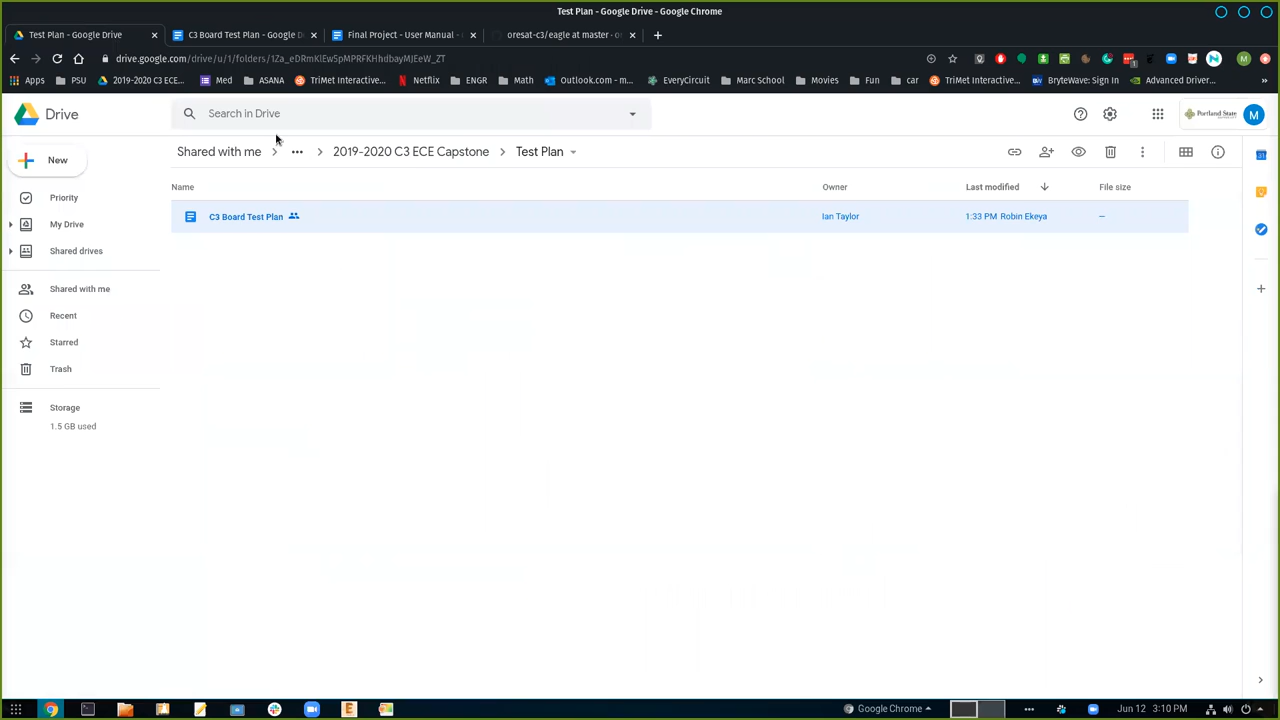 Test Plan - Google Drive - Google Chrome
Test Plan - Google Drive
C3 Board Test Plan - Google D
Final Project - User Manual -
oresat-c3/eagle at master · o
drive.google.com/drive/u/1/folders/1Za_eDRmKlEw5pMPRFKHhdbayMJEeW_ZT
Apps PSU 2019-2020 C3 ECE... Med ASANA TriMet Interactive... Netflix ENGR Math Outlook.com - m... EveryCircuit Marc School Movies Fun car TriMet Interactive... BryteWave: Sign In Advanced Driver... »
Drive
Search in Drive
Portland State
M
New
Shared with me > ... > 2019-2020 C3 ECE Capstone > Test Plan
Name Owner Last modified File size
C3 Board Test Plan Ian Taylor 1:33 PM Robin Ekeya —
Priority
My Drive
Shared drives
Shared with me
Recent
Starred
Trash
Storage
1.5 GB used
Google Chrome
Jun 12 3:10 PM